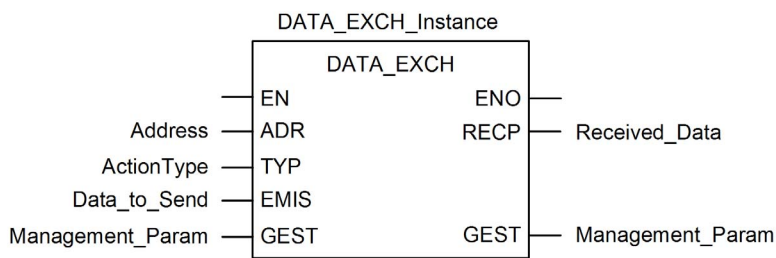 DATA_EXCH_Instance
DATA_EXCH
EN ENO
Address ADR RECP Received_Data
ActionType TYP
Data_to_Send EMIS
Management_Param GEST GEST Management_Param